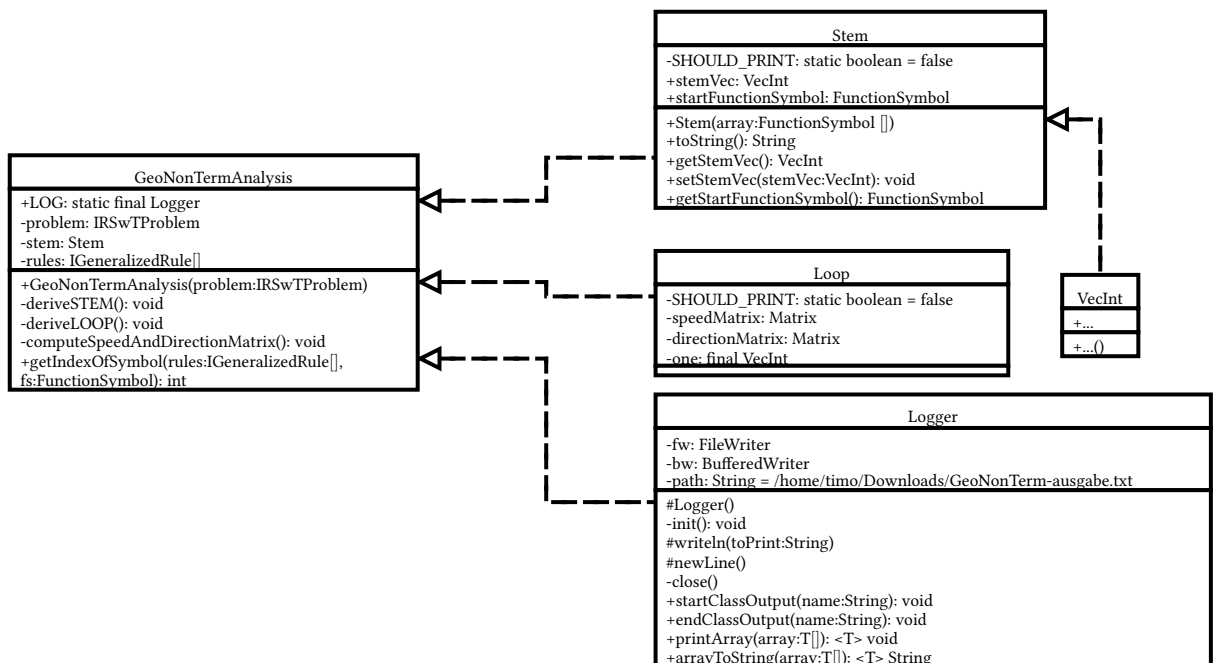 GeoNonTermAnalysis
+LOG: static final Logger
-problem: IRSwTProblem
-stem: Stem
-rules: IGeneralizedRule[]
+GeoNonTermAnalysis(problem:IRSwTProblem)
-deriveSTEM(): void
-deriveLOOP(): void
-computeSpeedAndDirectionMatrix(): void
+getIndexOfSymbol(rules:IGeneralizedRule[],
fs:FunctionSymbol): int
Stem
-SHOULD_PRINT: static boolean = false
+stemVec: VecInt
+startFunctionSymbol: FunctionSymbol
+Stem(array:FunctionSymbol [])
+toString(): String
+getStemVec(): VecInt
+setStemVec(stemVec:VecInt): void
+getStartFunctionSymbol(): FunctionSymbol
Loop
-SHOULD_PRINT: static boolean = false
-speedMatrix: Matrix
-directionMatrix: Matrix
-one: final VecInt
VecInt
+...
+...()
Logger
-fw: FileWriter
-bw: BufferedWriter
-path: String = /home/timo/Downloads/GeoNonTerm-ausgabe.txt
#Logger()
-init(): void
#writeln(toPrint:String)
#newLine()
-close()
+startClassOutput(name:String): void
+endClassOutput(name:String): void
+printArray(array:T[]): <T> void
+arrayToString(array:T[]): <T> String